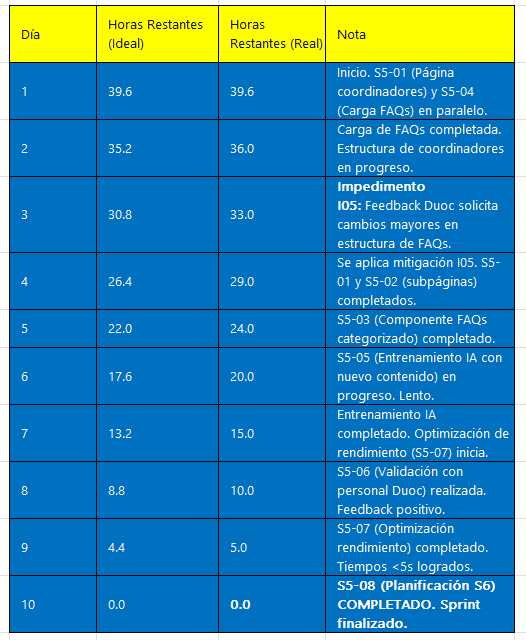 Día
Horas Restantes
(Ideal)
Horas
Restantes (Real)
Nota
1
39.6
39.6
Inicio. S5-01 (Página
coordinadores) y S5-04
(Carga FAQs) en paralelo.
2
35.2
36.0
Carga de FAQs completada.
Estructura de coordinadores
en progreso.
3
30.8
33.0
Impedimento
I05: Feedback Duoc solicita
cambios mayores en
estructura de FAQs.
4
26.4
29.0
Se aplica mitigación I05. S5-
01 y S5-02 (subpáginas)
completados.
5
22.0
24.0
S5-03 (Componente FAQs
categorizado) completado.
6
17.6
20.0
S5-05 (Entrenamiento IA con
nuevo contenido) en
progreso. Lento.
7
13.2
15.0
Entrenamiento IA
completado. Optimización de
rendimiento (S5-07) inicia.
8
8.8
10.0
S5-06 (Validación con
personal Duoc) realizada.
Feedback positivo.
9
4.4
5.0
S5-07 (Optimización
rendimiento) completado.
Tiempos <5s logrados.
10
0.0
0.0
S5-08 (Planificación S6)
COMPLETADO. Sprint
finalizado.